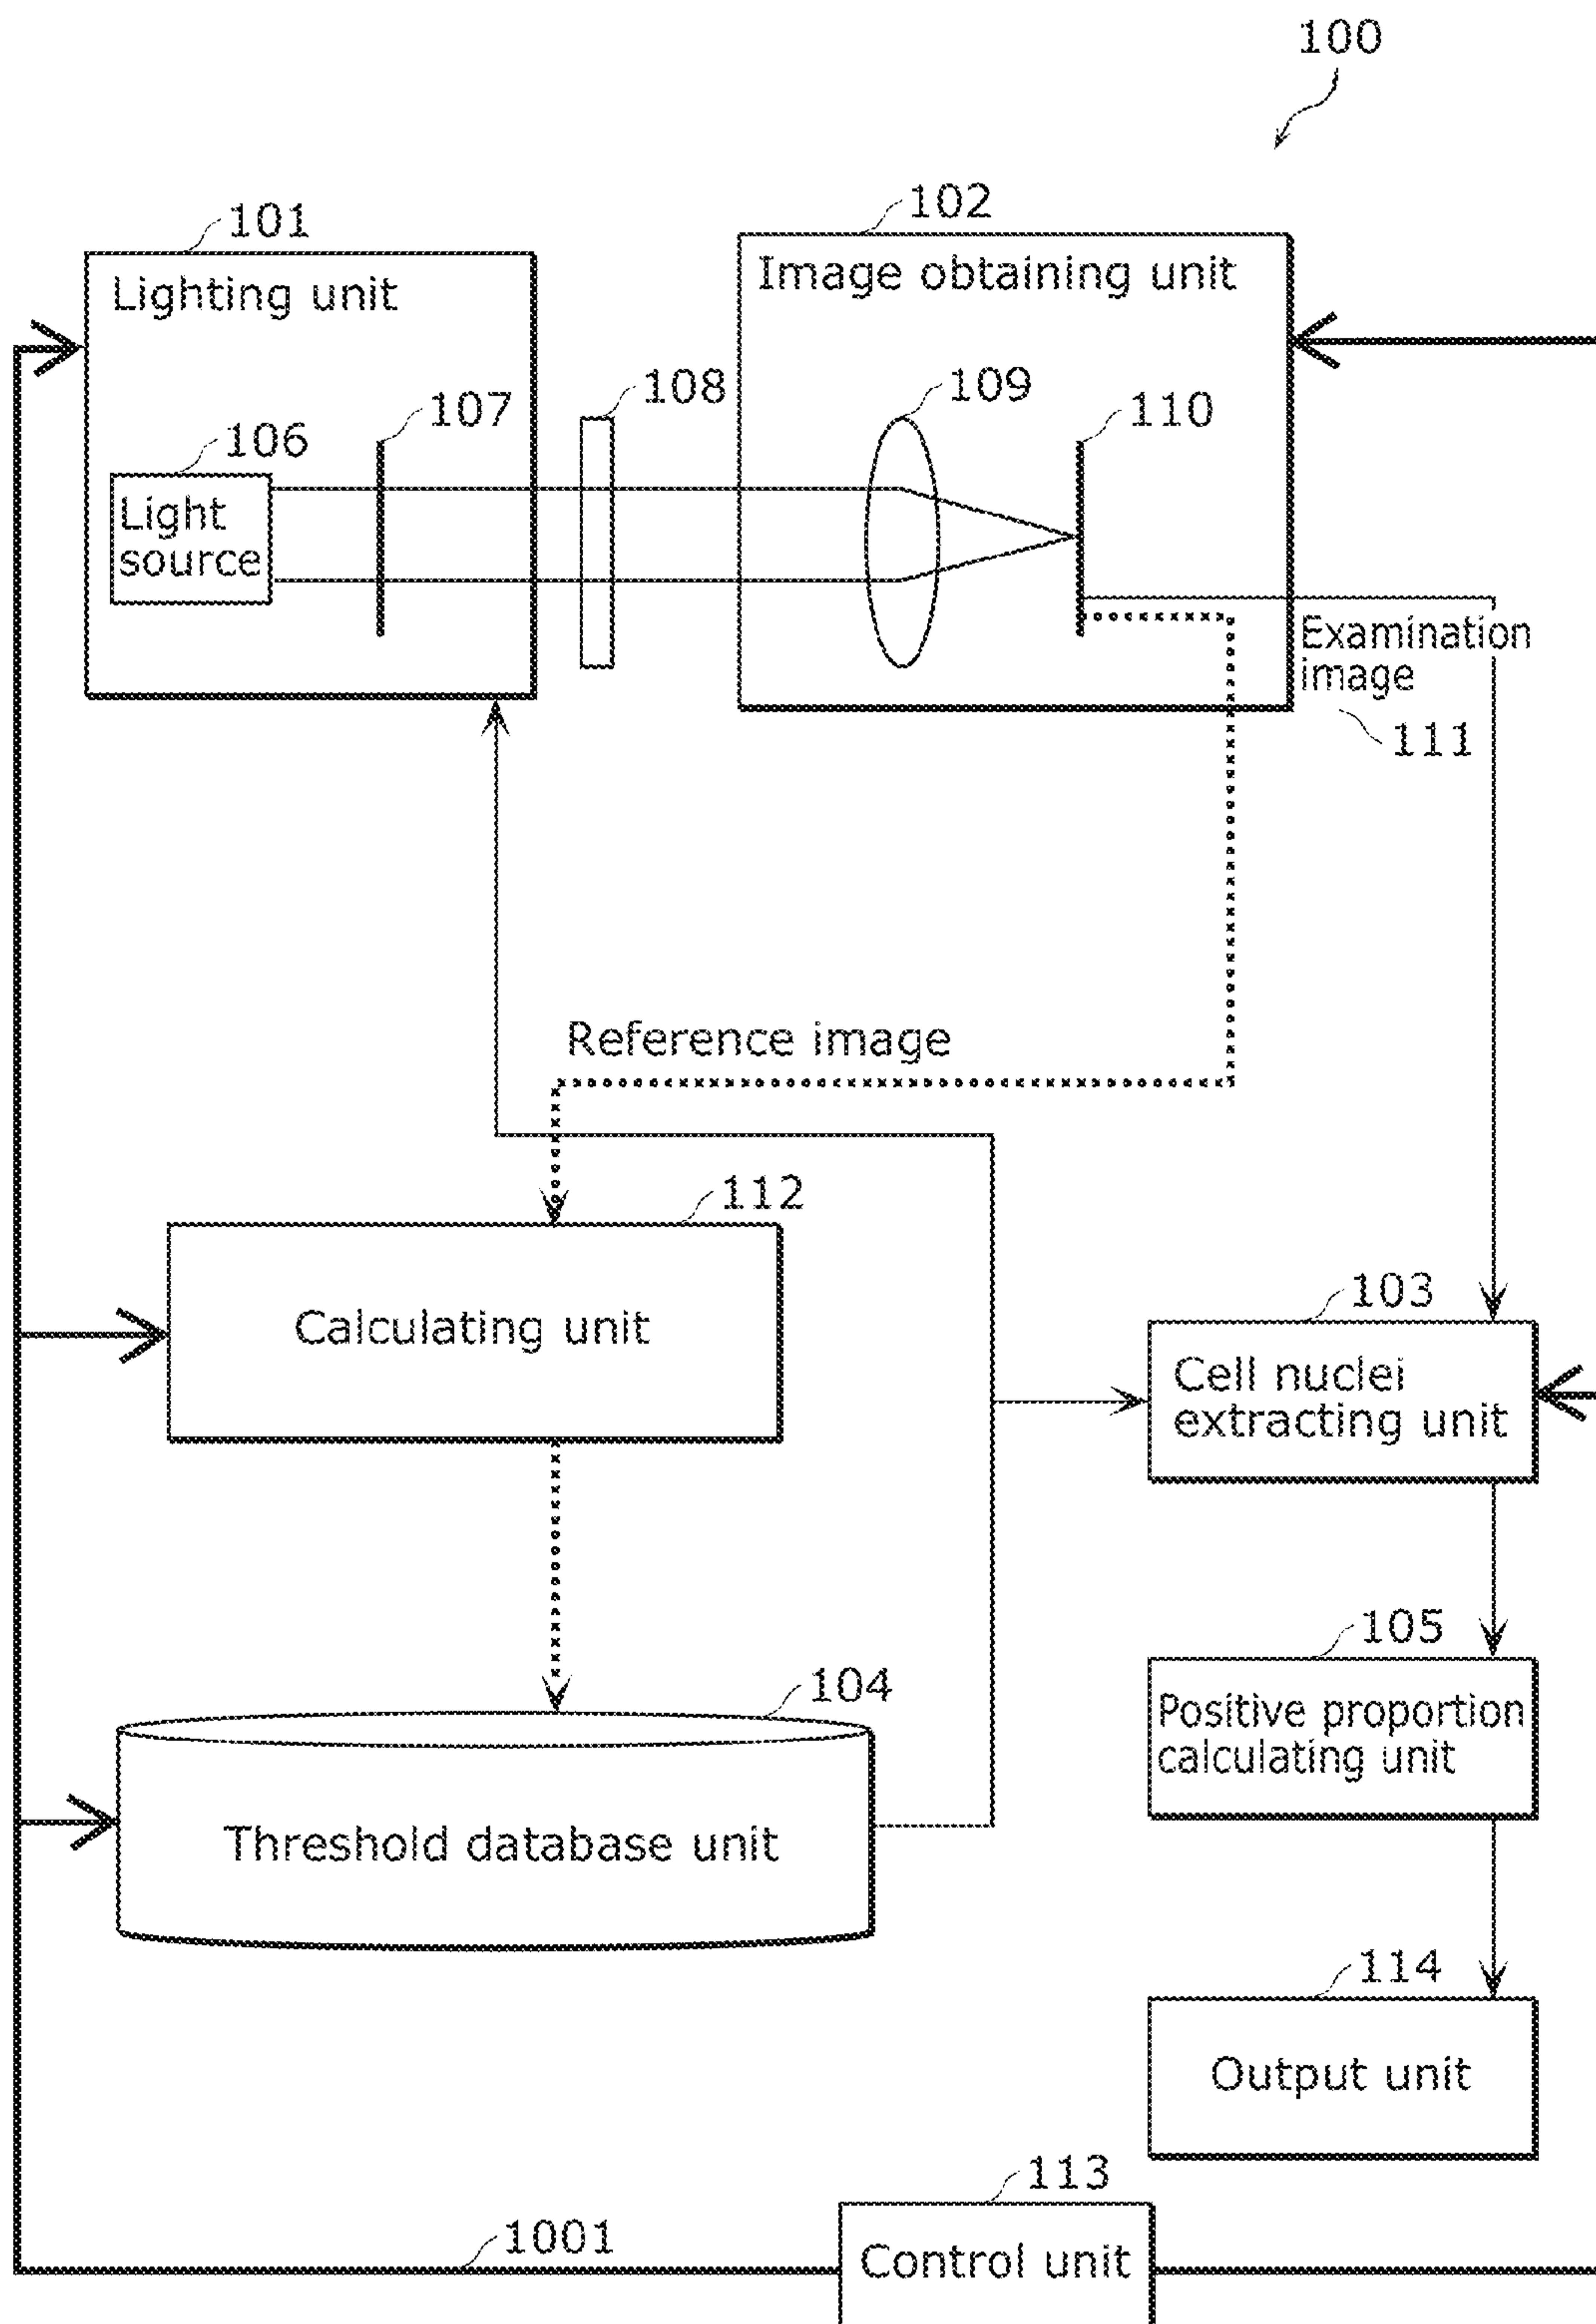 100
101
102
Lighting unit
Image obtaining unit
108
109
107
110
106
Light
source
Examination
image
111
Reference image
112
Calculating unit
103
Cell nuclei
extracting unit
105
104
Positive proportion
calculating unit
Threshold database unit
114
Output unit
113
1001
Control unit